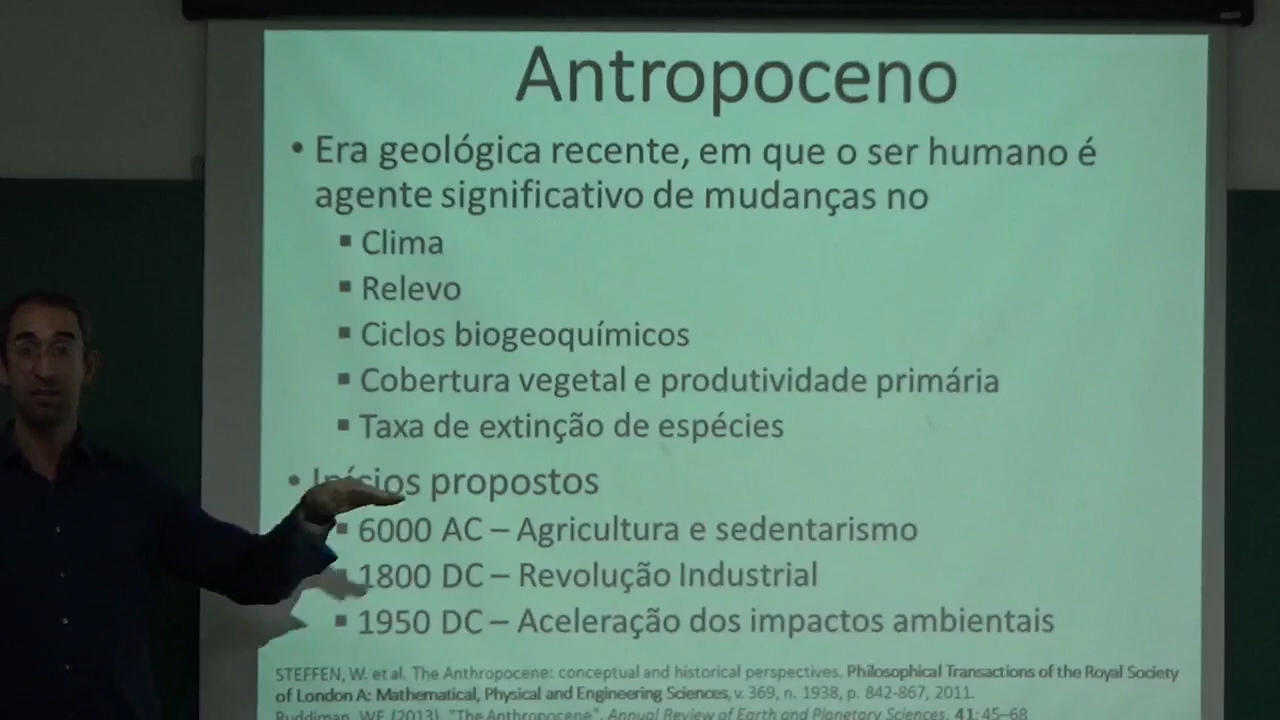 Antropoceno
• Era geológica recente, em que o ser humano é
agente significativo de mudanças no
▪ Clima
▪ Relevo
▪ Ciclos biogeoquímicos
▪ Cobertura vegetal e produtividade primária
▪ Taxa de extinção de espécies
• Inícios propostos
▪ 6000 AC – Agricultura e sedentarismo
▪ 1800 DC – Revolução Industrial
▪ 1950 DC – Aceleração dos impactos ambientais
STEFFEN, W. et al. The Anthropocene: conceptual and historical perspectives. Philosophical Transactions of the Royal Society
of London A: Mathematical, Physical and Engineering Sciences, v. 369, n. 1938, p. 842-867, 2011.
Ruddiman, WF (2013). "The Anthropocene". Annual Review of Earth and Planetary Sciences. 41: 45–68